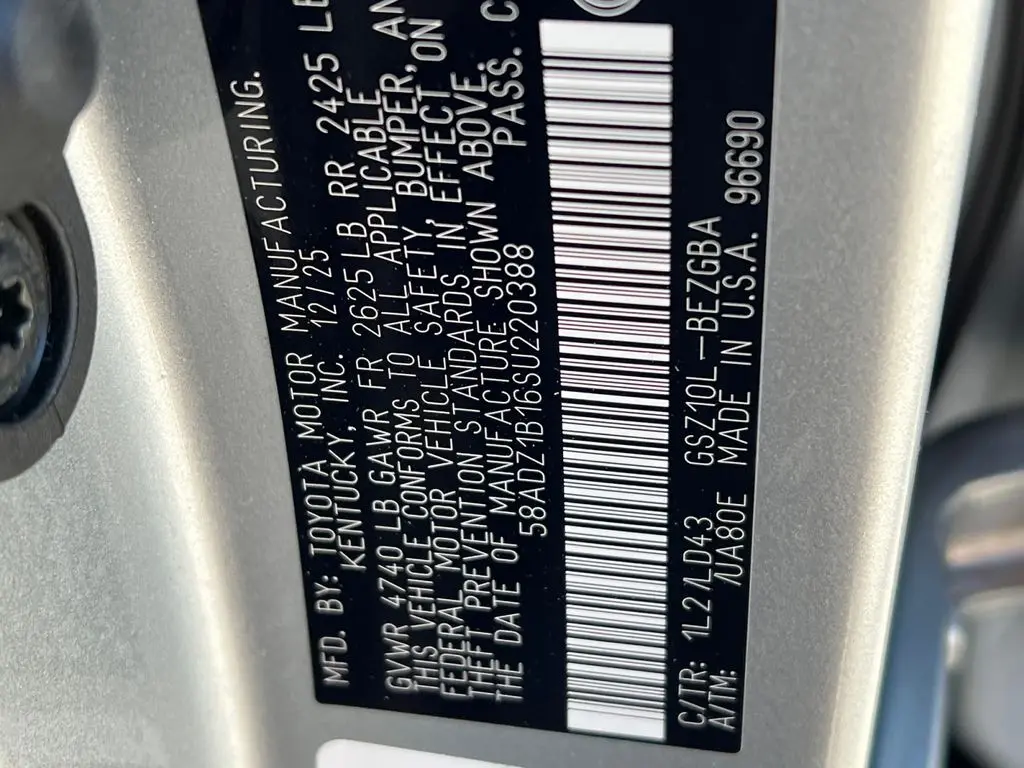 MFD. BY: TOYOTA MOTOR MANUFACTURING.
KENTUCKY, INC. 12/25
GVWR 4740 LB GAWR FR 2625 LB RR 2425 LB
THIS VEHICLE CONFORMS TO ALL APPLICABLE
FEDERAL MOTOR VEHICLE SAFETY, BUMPER, AN
THEFT PREVENTION STANDARDS IN EFFECT ON
THE DATE OF MANUFACTURE SHOWN ABOVE.
58ADZ1B16SU220388 PASS. C
C/TR: 1L2/LD43 GSZ10L-BEZGBA
A/TM: /UA80E MADE IN U.S.A. 96690